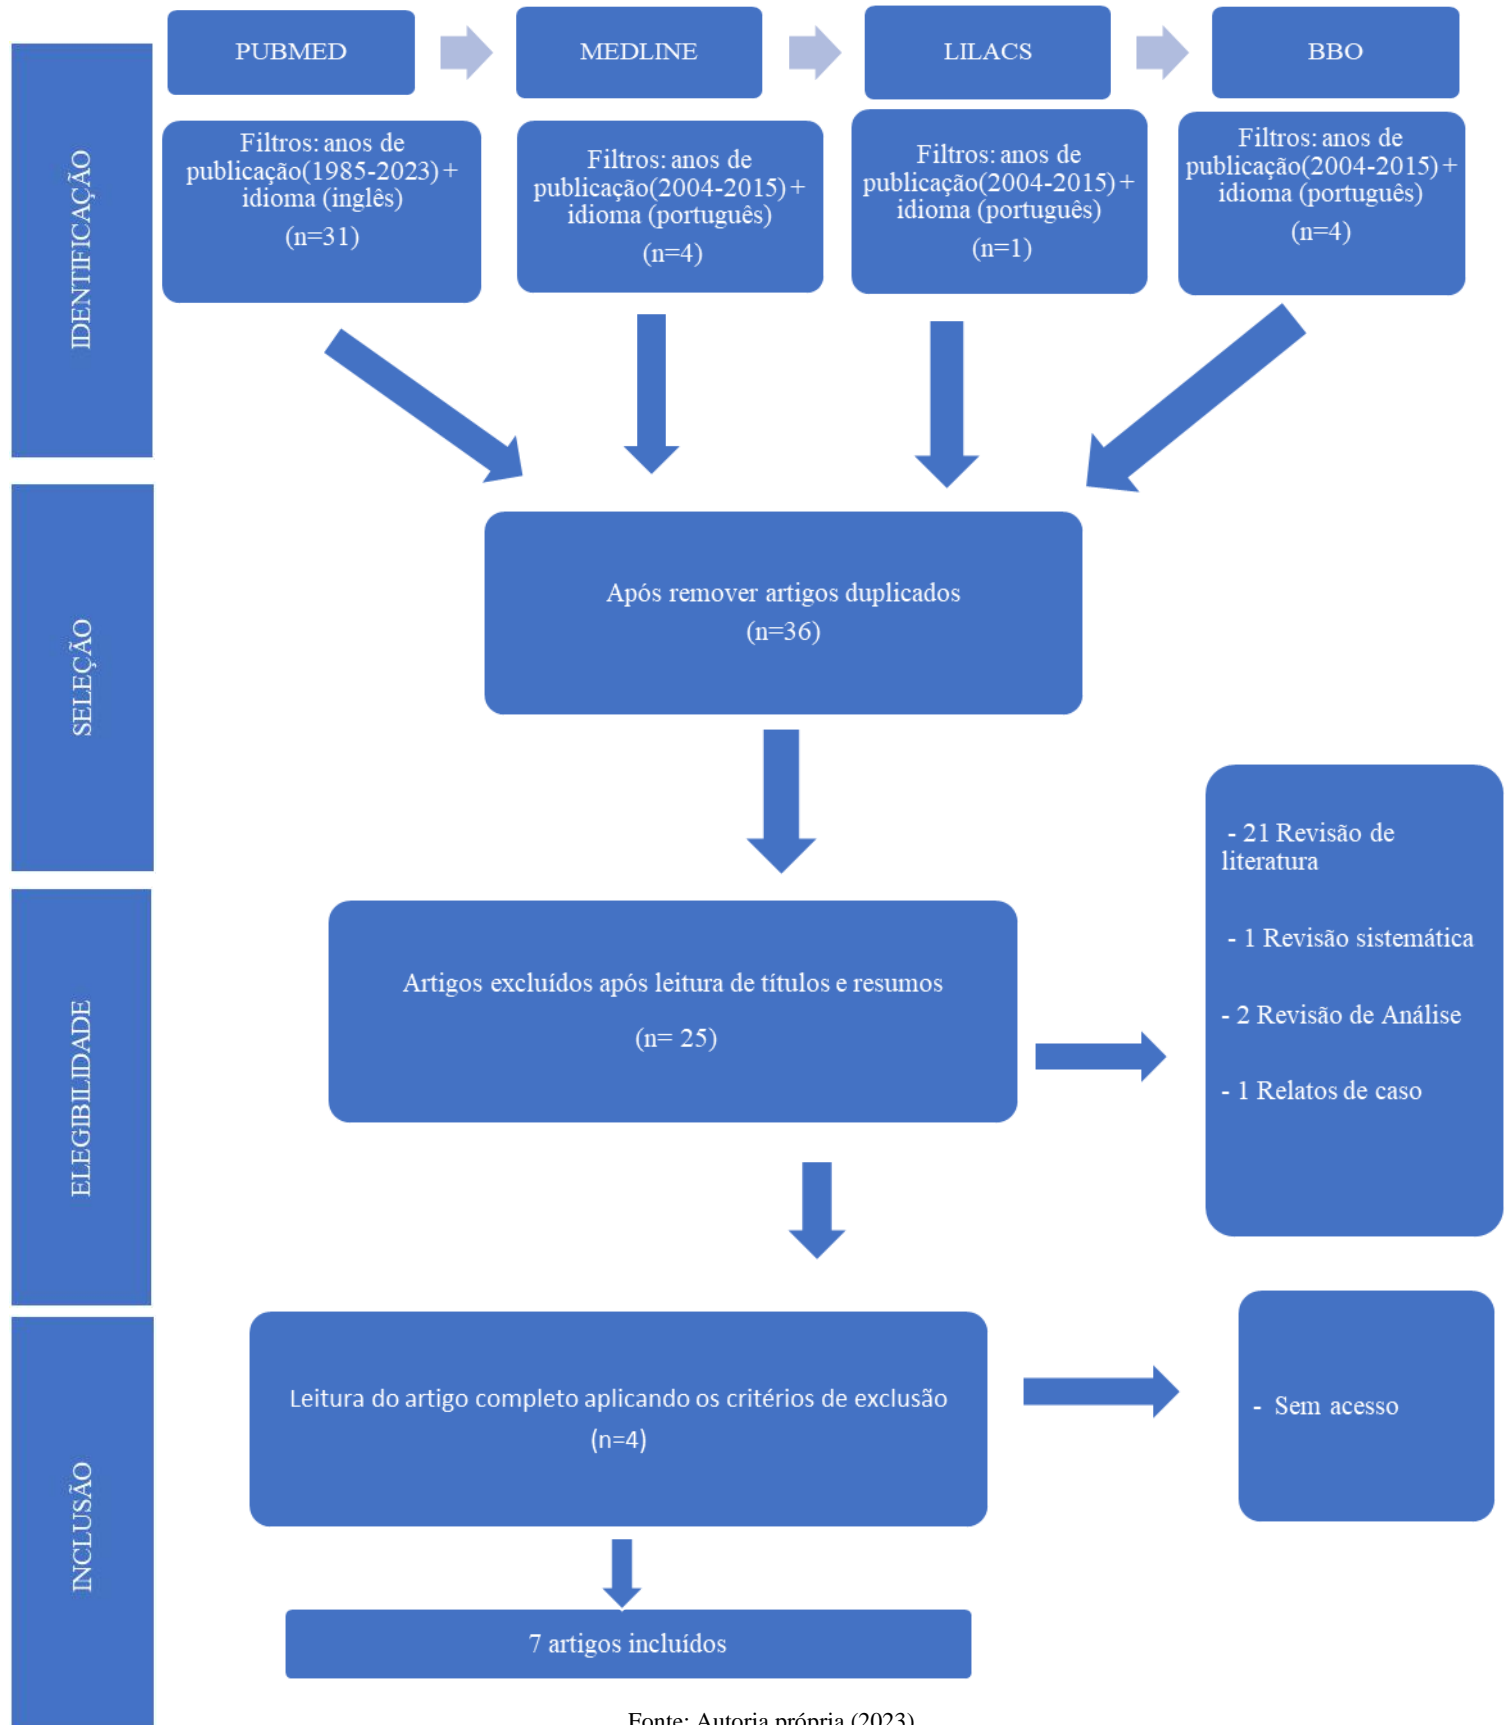 PUBMED
MEDLINE
LILACS
BBO
IDENTIFICAÇÃO
Filtros: anos de
publicação(1985-2023) +
idioma (inglês)
(n=31)
Filtros: anos de
publicação(2004-2015) +
idioma (português)
(n=4)
Filtros: anos de
publicação(2004-2015) +
idioma (português)
(n=1)
Filtros: anos de
publicação(2004-2015) +
idioma (português)
(n=4)
SELEÇÃO
Após remover artigos duplicados
(n=36)
ELEGIBILIDADE
Artigos excluídos após leitura de títulos e resumos
(n= 25)
- 21 Revisão de
literatura
- 1 Revisão sistemática
- 2 Revisão de Análise
- 1 Relatos de caso
INCLUSÃO
Leitura do artigo completo aplicando os critérios de exclusão
(n=4)
- Sem acesso
7 artigos incluídos
Fonte: Autoria própria (2023)